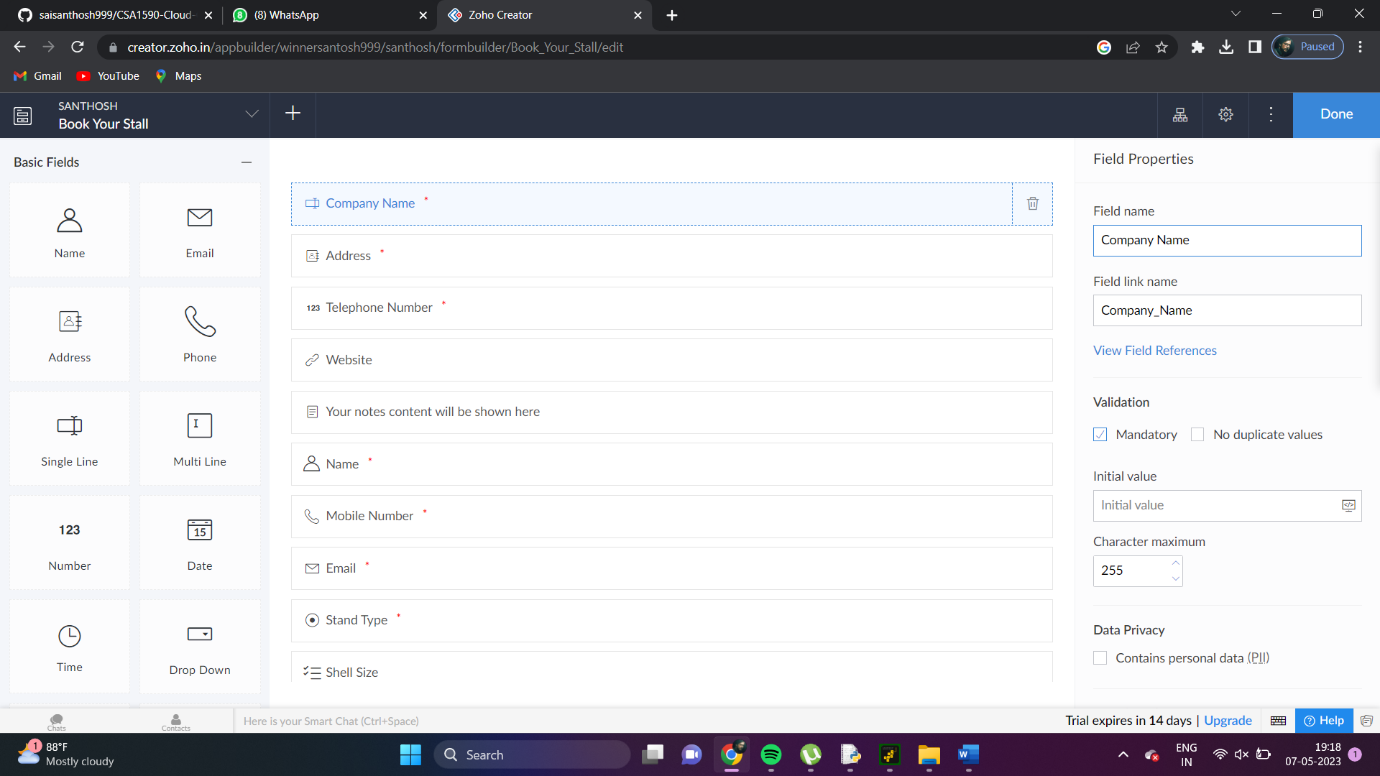 saisanthosh999/CSA1590-Cloud-
(8) WhatsApp
Zoho Creator
creator.zoho.in/appbuilder/winnersantosh999/santhosh/formbuilder/Book_Your_Stall/edit
Paused
Gmail
YouTube
Maps
SANTHOSH
Book Your Stall
Done
Basic Fields
Name
Email
Address
Phone
Single Line
Multi Line
123
15
Number
Date
Time
Drop Down
Company Name *
Address *
123 Telephone Number *
Website
Your notes content will be shown here
Name *
Mobile Number *
Email *
Stand Type *
Shell Size
Field Properties
Field name
Company Name
Field link name
Company_Name
View Field References
Validation
Mandatory
No duplicate values
Initial value
Initial value
Character maximum
255
Data Privacy
Contains personal data (PII)
Chats
Contacts
Here is your Smart Chat (Ctrl+Space)
Trial expires in 14 days | Upgrade
Help
1
88°F
Mostly cloudy
Search
ENG
IN
19:18
07-05-2023
1